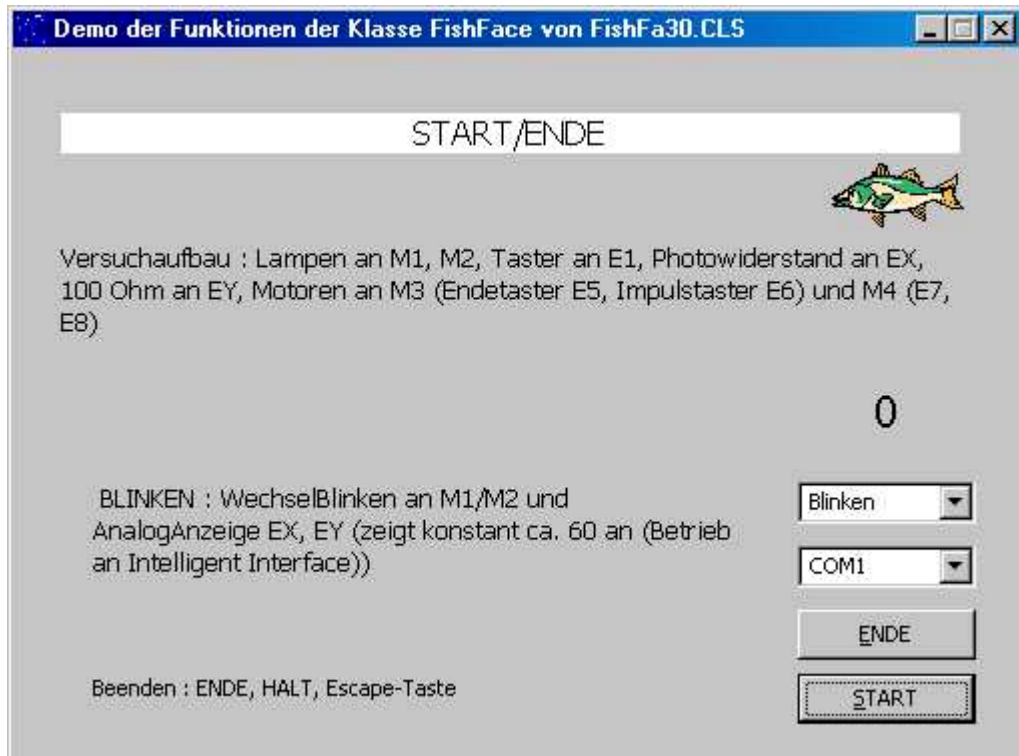 Demo der Funktionen der Klasse FishFace von FishFa30.CLS
START/ENDE
Versuchaufbau : Lampen an M1, M2, Taster an E1, Photowiderstand an EX,
100 Ohm an EY, Motoren an M3 (Endetaster E5, Impulstaster E6) und M4 (E7,
E8)
0
BLINKEN : WechselBlinken an M1/M2 und
AnalogAnzeige EX, EY (zeigt konstant ca. 60 an (Betrieb
an Intelligent Interface))
Blinken
COM1
ENDE
Beenden : ENDE, HALT, Escape-Taste
START